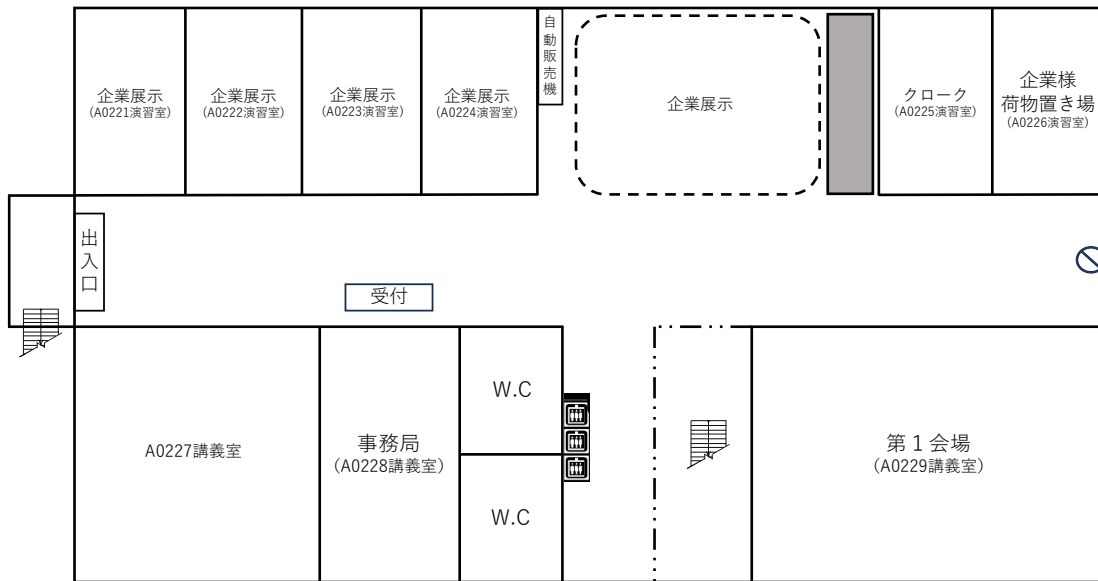 企業展示
(A0221演習室)
企業展示
(A0222演習室)
企業展示
(A0223演習室)
企業展示
(A0224演習室)
自動販売機
企業展示
クローク
(A0225演習室)
企業様
荷物置き場
(A0226演習室)
出入口
受付
A0227講義室
事務局
(A0228講義室)
W.C
W.C
第１会場
(A0229講義室)